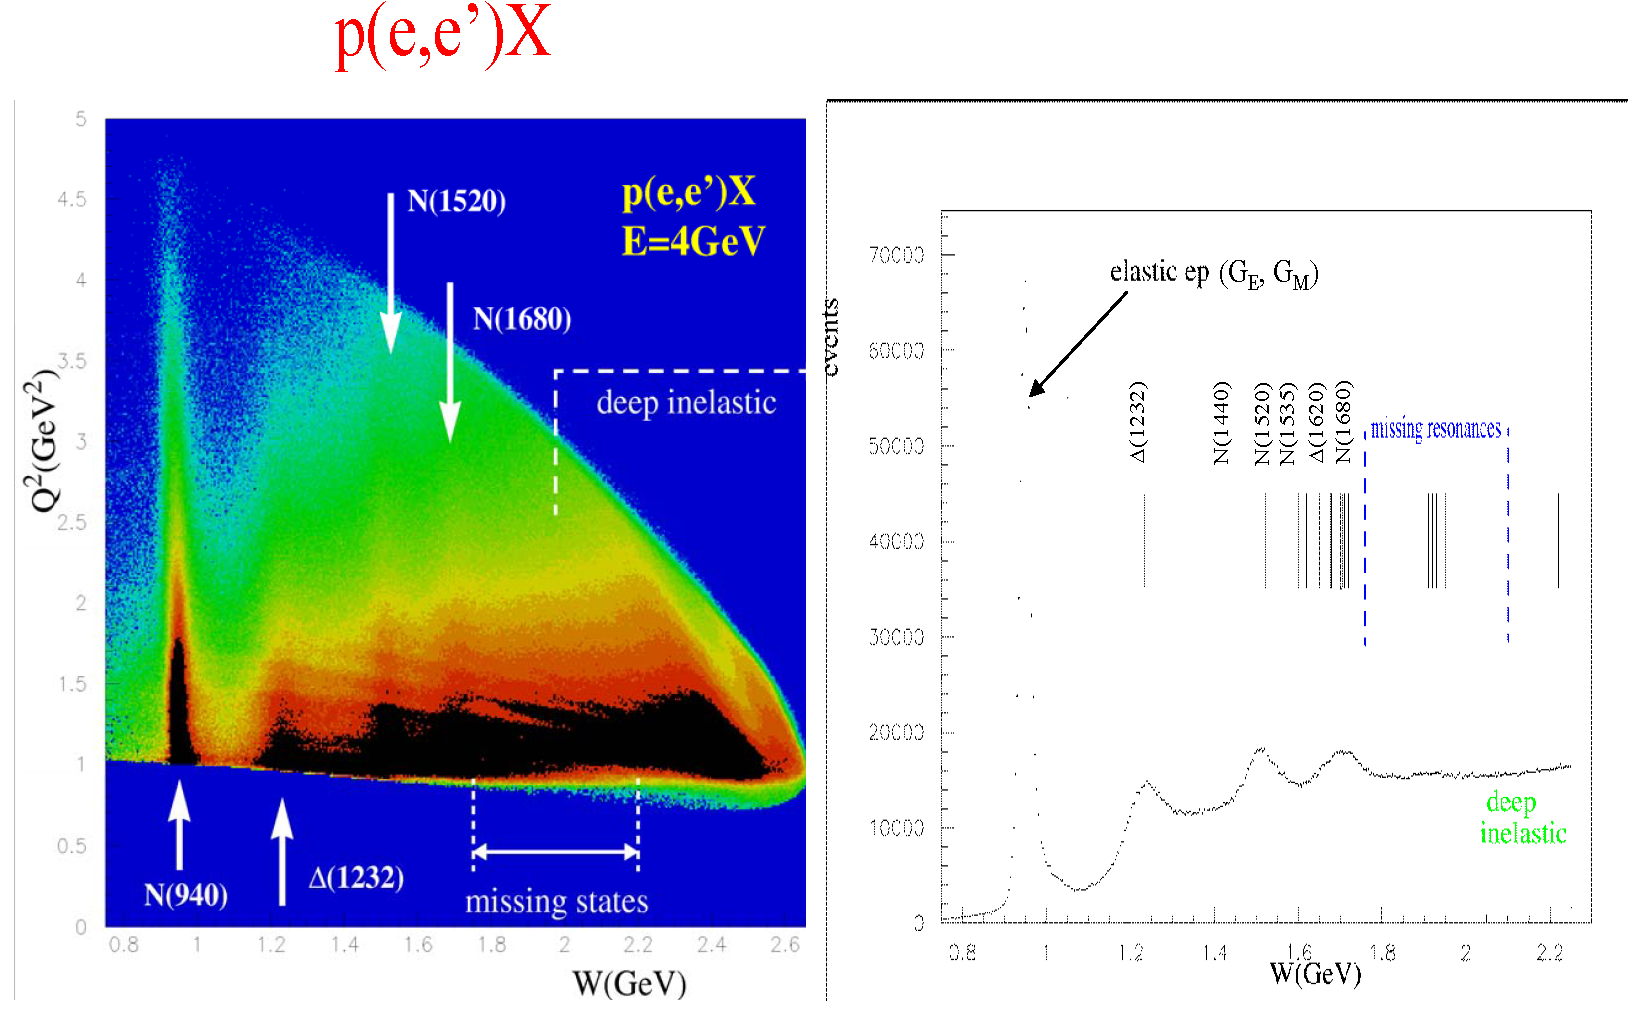 p(e,e’)X
5
4.5
4
3.5
3
2.5
2
1.5
1
0.5
0
Q²(GeV²)
N(1520)
p(e,e’)X
E=4GeV
N(1680)
deep inelastic
N(940)
Δ(1232)
missing states
0.8 1 1.2 1.4 1.6 1.8 2 2.2 2.4 2.6
W(GeV)
events
70000
60000
50000
40000
30000
20000
10000
0
elastic ep (G_E, G_M)
Δ(1232)
N(1440)
N(1520)
N(1535)
Δ(1620)
N(1680)
missing resonances
deep
inelastic
0.8 1 1.2 1.4 1.6 1.8 2 2.2
W(GeV)